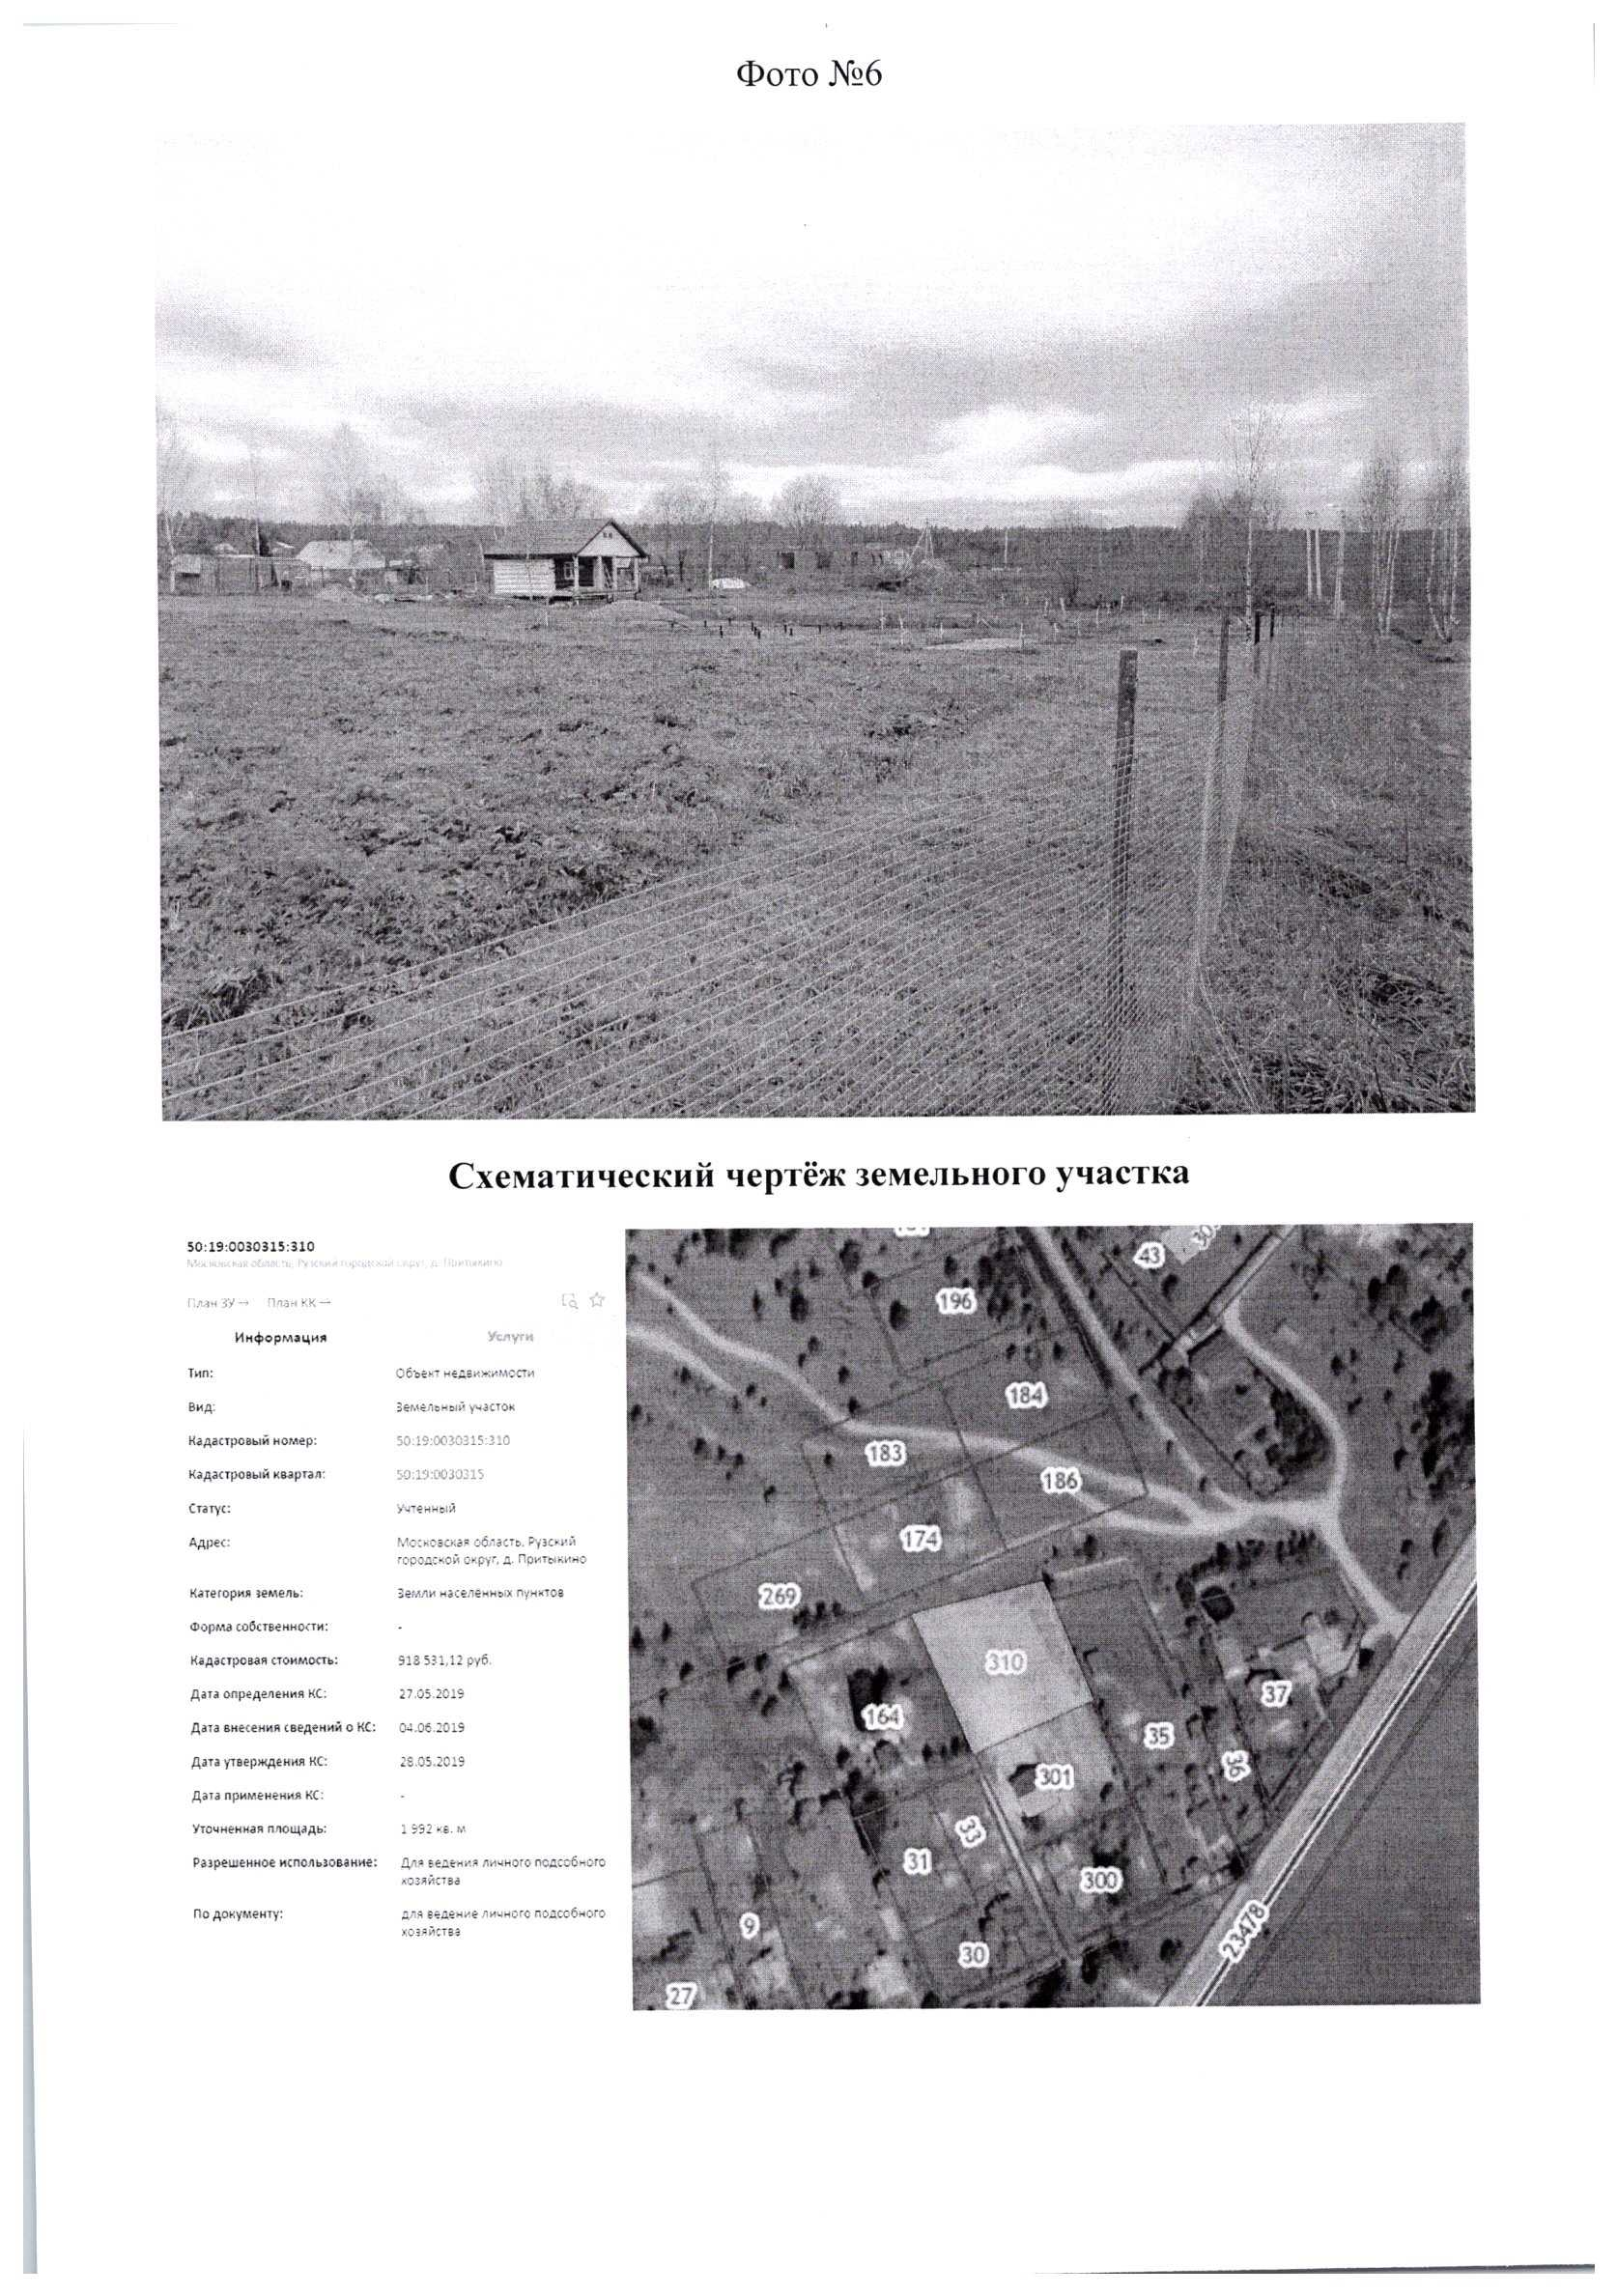 Фото №6
Схематический чертёж земельного участка
50:19:0030315:310
Московская область, Рузский городской округ, д. Притыкино
План ЗУ → План КК →
Информация Услуги
Тип: Объект недвижимости
Вид: Земельный участок
Кадастровый номер: 50:19:0030315:310
Кадастровый квартал: 50:19:0030315
Статус: Учтенный
Адрес: Московская область, Рузский
городской округ, д. Притыкино
Категория земель: Земли населённых пунктов
Форма собственности: -
Кадастровая стоимость: 918 531,12 руб.
Дата определения КС: 27.05.2019
Дата внесения сведений о КС: 04.06.2019
Дата утверждения КС: 28.05.2019
Дата применения КС: -
Уточненная площадь: 1 992 кв. м
Разрешенное использование: Для ведения личного подсобного
хозяйства
По документу: для ведение личного подсобного
хозяйства
43
196
184
183
186
174
269
310
37
164
35
36
301
33
31
300
9
30
23478
27